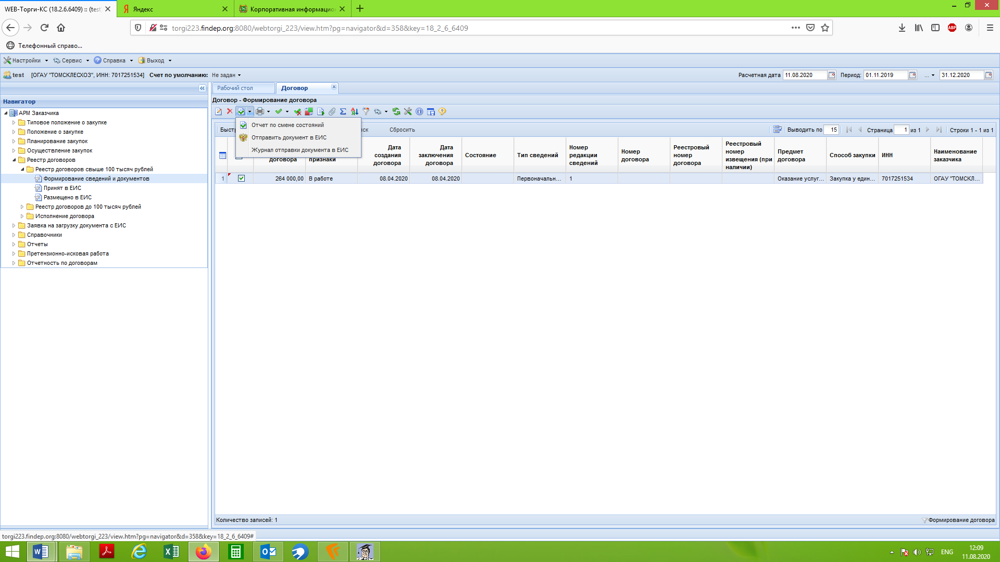 WEB-Торги-КС (18.2.6.6409) :: (test
Яндекс
Корпоративная информацио
torgi223.findep.org:8080/webtorgi_223/view.htm?pg=navigator&d=358&key=18_2_6_6409
ABP
Телефонный справо...
Настройки Сервис Справка Выход
test [ОГАУ "ТОМСКЛЕСХОЗ", ИНН: 7017251534] Счет по умолчанию: Не задан
Расчетная дата 11.08.2020 Период: 01.11.2019 ... 31.12.2020
Навигатор
АРМ Заказчика
Типовое положение о закупке
Положение о закупке
Планирование закупок
Осуществление закупок
Реестр договоров
Реестр договоров свыше 100 тысяч рублей
Формирование сведений и документов
Принят в ЕИС
Размещено в ЕИС
Реестр договоров до 100 тысяч рублей
Исполнение договора
Заявка на загрузку документа с ЕИС
Справочники
Отчеты
Претензионно-исковая работа
Отчетность по договорам
Рабочий стол Договор
Договор - Формирование договора
Отчет по смене состояний
Отправить документ в ЕИС
Журнал отправки документа в ЕИС
Быст
ск Сбросить
Выводить по 15 Страница 1 из 1 Строки 1 - 1 из 1
договора
признаки
Дата создания договора
Дата заключения договора
Состояние
Тип сведений
Номер редакции сведений
Номер договора
Реестровый номер договора
Реестровый номер извещения (при наличии)
Предмет договора
Способ закупки
ИНН
Наименование заказчика
1 264 000,00 В работе 08.04.2020 08.04.2020 Первоначальн... 1 Оказание услуг... Закупка у един... 7017251534 ОГАУ "ТОМСКЛ...
Количество записей: 1
Формирование договора
torgi223.findep.org:8080/webtorgi_223/view.htm?pg=navigator&d=358&key=18_2_6_6409#
ENG
12:09
11.08.2020